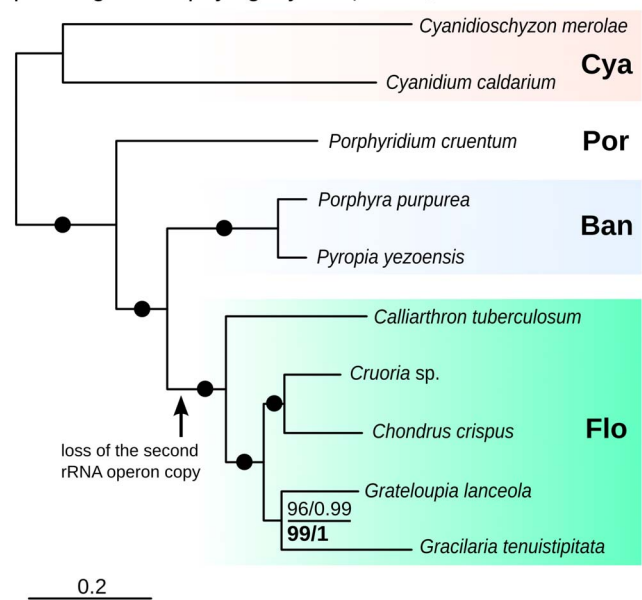 Cyanidioschyzon merolae
Cya
Cyanidium caldarium
Porphyridium cruentum
Por
Porphyra purpurea
Ban
Pyropia yezoensis
Calliarthron tuberculosum
Cruoria sp.
Chondrus crispus
Flo
loss of the second
rRNA operon copy
Grateloupia lanceola
96/0.99
99/1
Gracilaria tenuistipitata
0.2